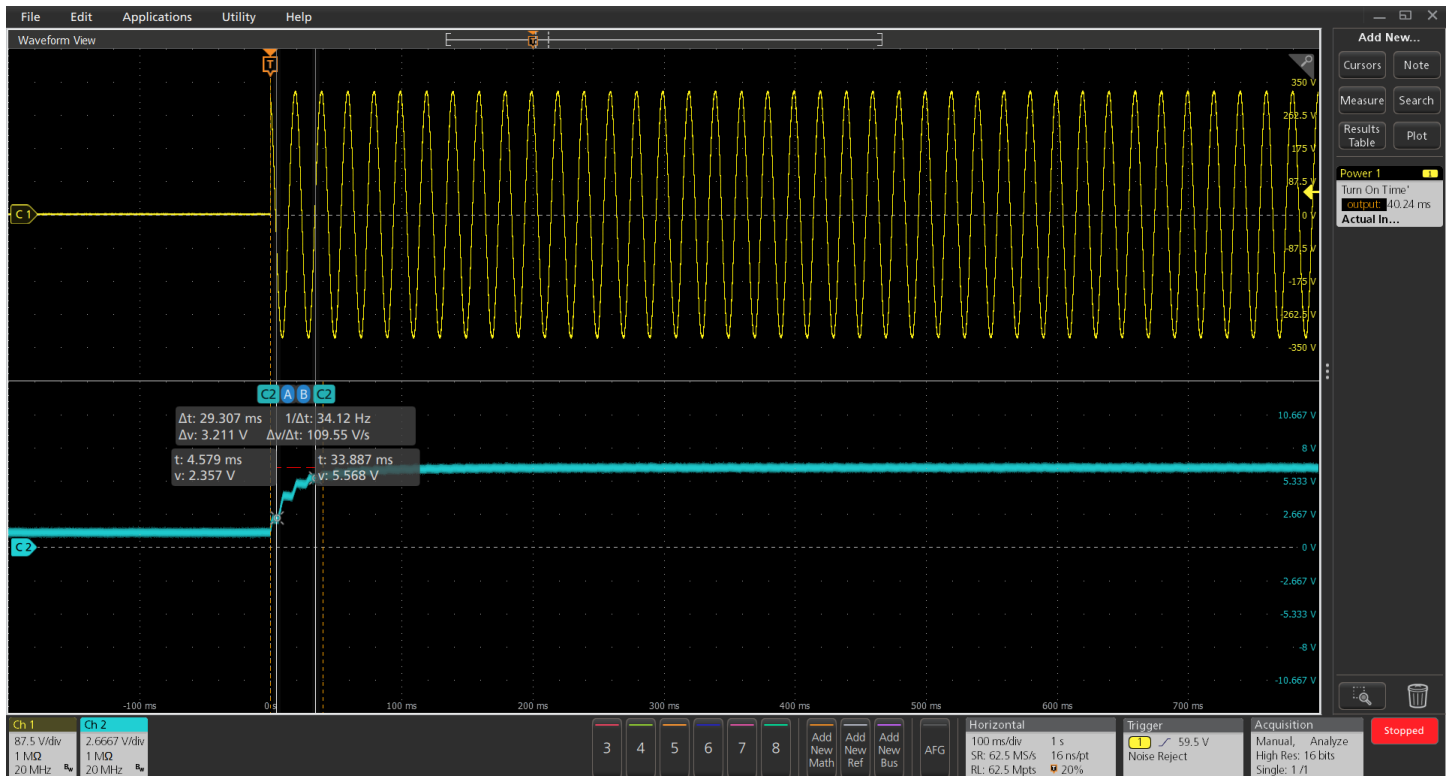 File Edit Applications Utility Help
Waveform View
Add New...
Cursors Note
Measure Search
Results Table Plot
Power 1 1
Turn On Time'
output: 40.24 ms
Actual In...
T
T
350 V
262.5 V
175 V
87.5 V
0 V
-87.5 V
-175 V
-262.5 V
-350 V
C 1
C2 A B C2
Δt: 29.307 ms 1/Δt: 34.12 Hz
Δv: 3.211 V Δv/Δt: 109.55 V/s
t: 4.579 ms
v: 2.357 V
t: 33.887 ms
v: 5.568 V
10.667 V
8 V
5.333 V
2.667 V
0 V
-2.667 V
-5.333 V
-8 V
-10.667 V
C 2
-100 ms 0 s 100 ms 200 ms 300 ms 400 ms 500 ms 600 ms 700 ms
Ch 1
87.5 V/div
1 MΩ
20 MHz Bw
Ch 2
2.6667 V/div
1 MΩ
20 MHz Bw
3 4 5 6 7 8
Add New Math
Add New Ref
Add New Bus
AFG
Horizontal
100 ms/div 1 s
SR: 62.5 MS/s 16 ns/pt
RL: 62.5 Mpts 20%
Trigger
1 59.5 V
Noise Reject
Acquisition
Manual, Analyze
High Res: 16 bits
Single: 1 /1
Stopped